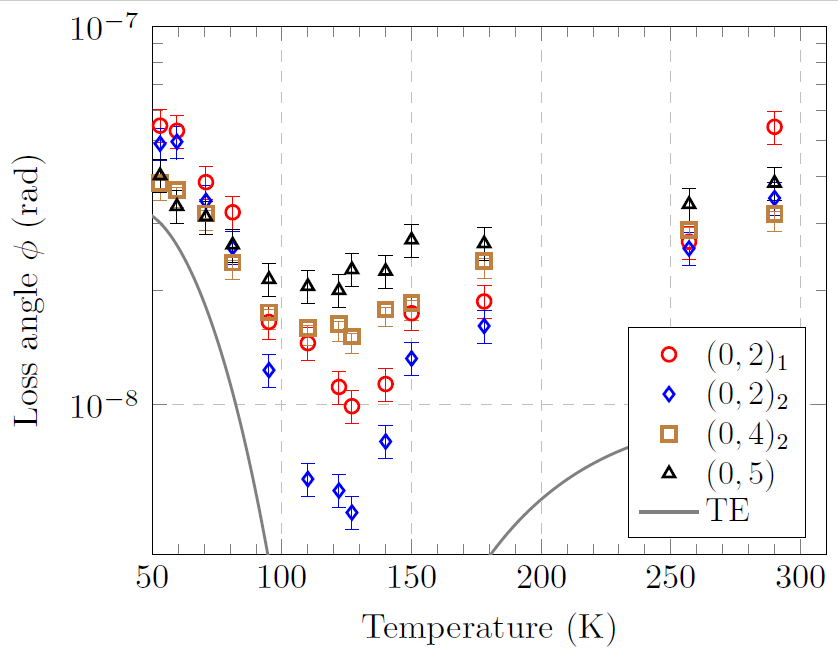 10⁻⁷
10⁻⁸
Loss angle ϕ (rad)
50 100 150 200 250 300
Temperature (K)
(0, 2)₁
(0, 2)₂
(0, 4)₂
(0, 5)
TE